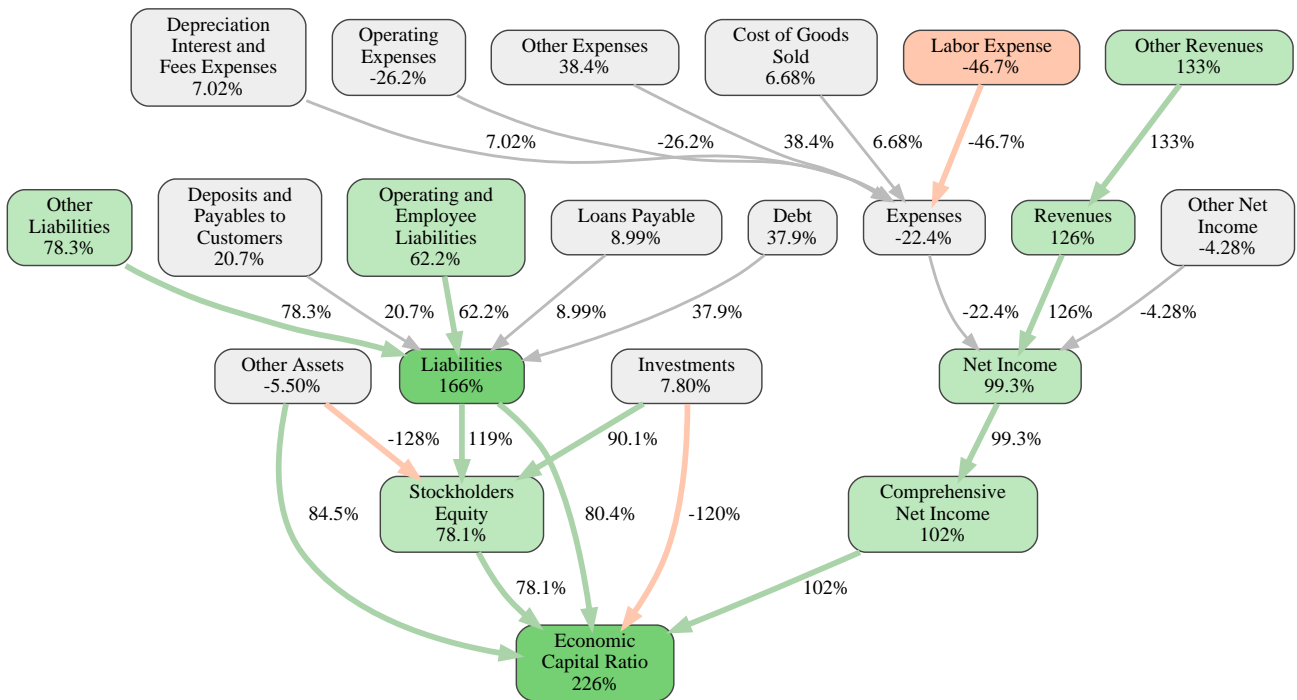 Depreciation
Interest and
Fees Expenses
7.02%
Operating
Expenses
-26.2%
Other Expenses
38.4%
Cost of Goods
Sold
6.68%
Labor Expense
-46.7%
Other Revenues
133%
7.02%
-26.2%
38.4%
6.68%
-46.7%
133%
Other
Liabilities
78.3%
Deposits and
Payables to
Customers
20.7%
Operating and
Employee
Liabilities
62.2%
Loans Payable
8.99%
Debt
37.9%
Expenses
-22.4%
Revenues
126%
Other Net
Income
-4.28%
78.3%
20.7%
62.2%
8.99%
37.9%
-22.4%
126%
-4.28%
Other Assets
-5.50%
Liabilities
166%
Investments
7.80%
Net Income
99.3%
-128%
119%
90.1%
99.3%
Stockholders
Equity
78.1%
Comprehensive
Net Income
102%
84.5%
80.4%
-120%
78.1%
102%
Economic
Capital Ratio
226%